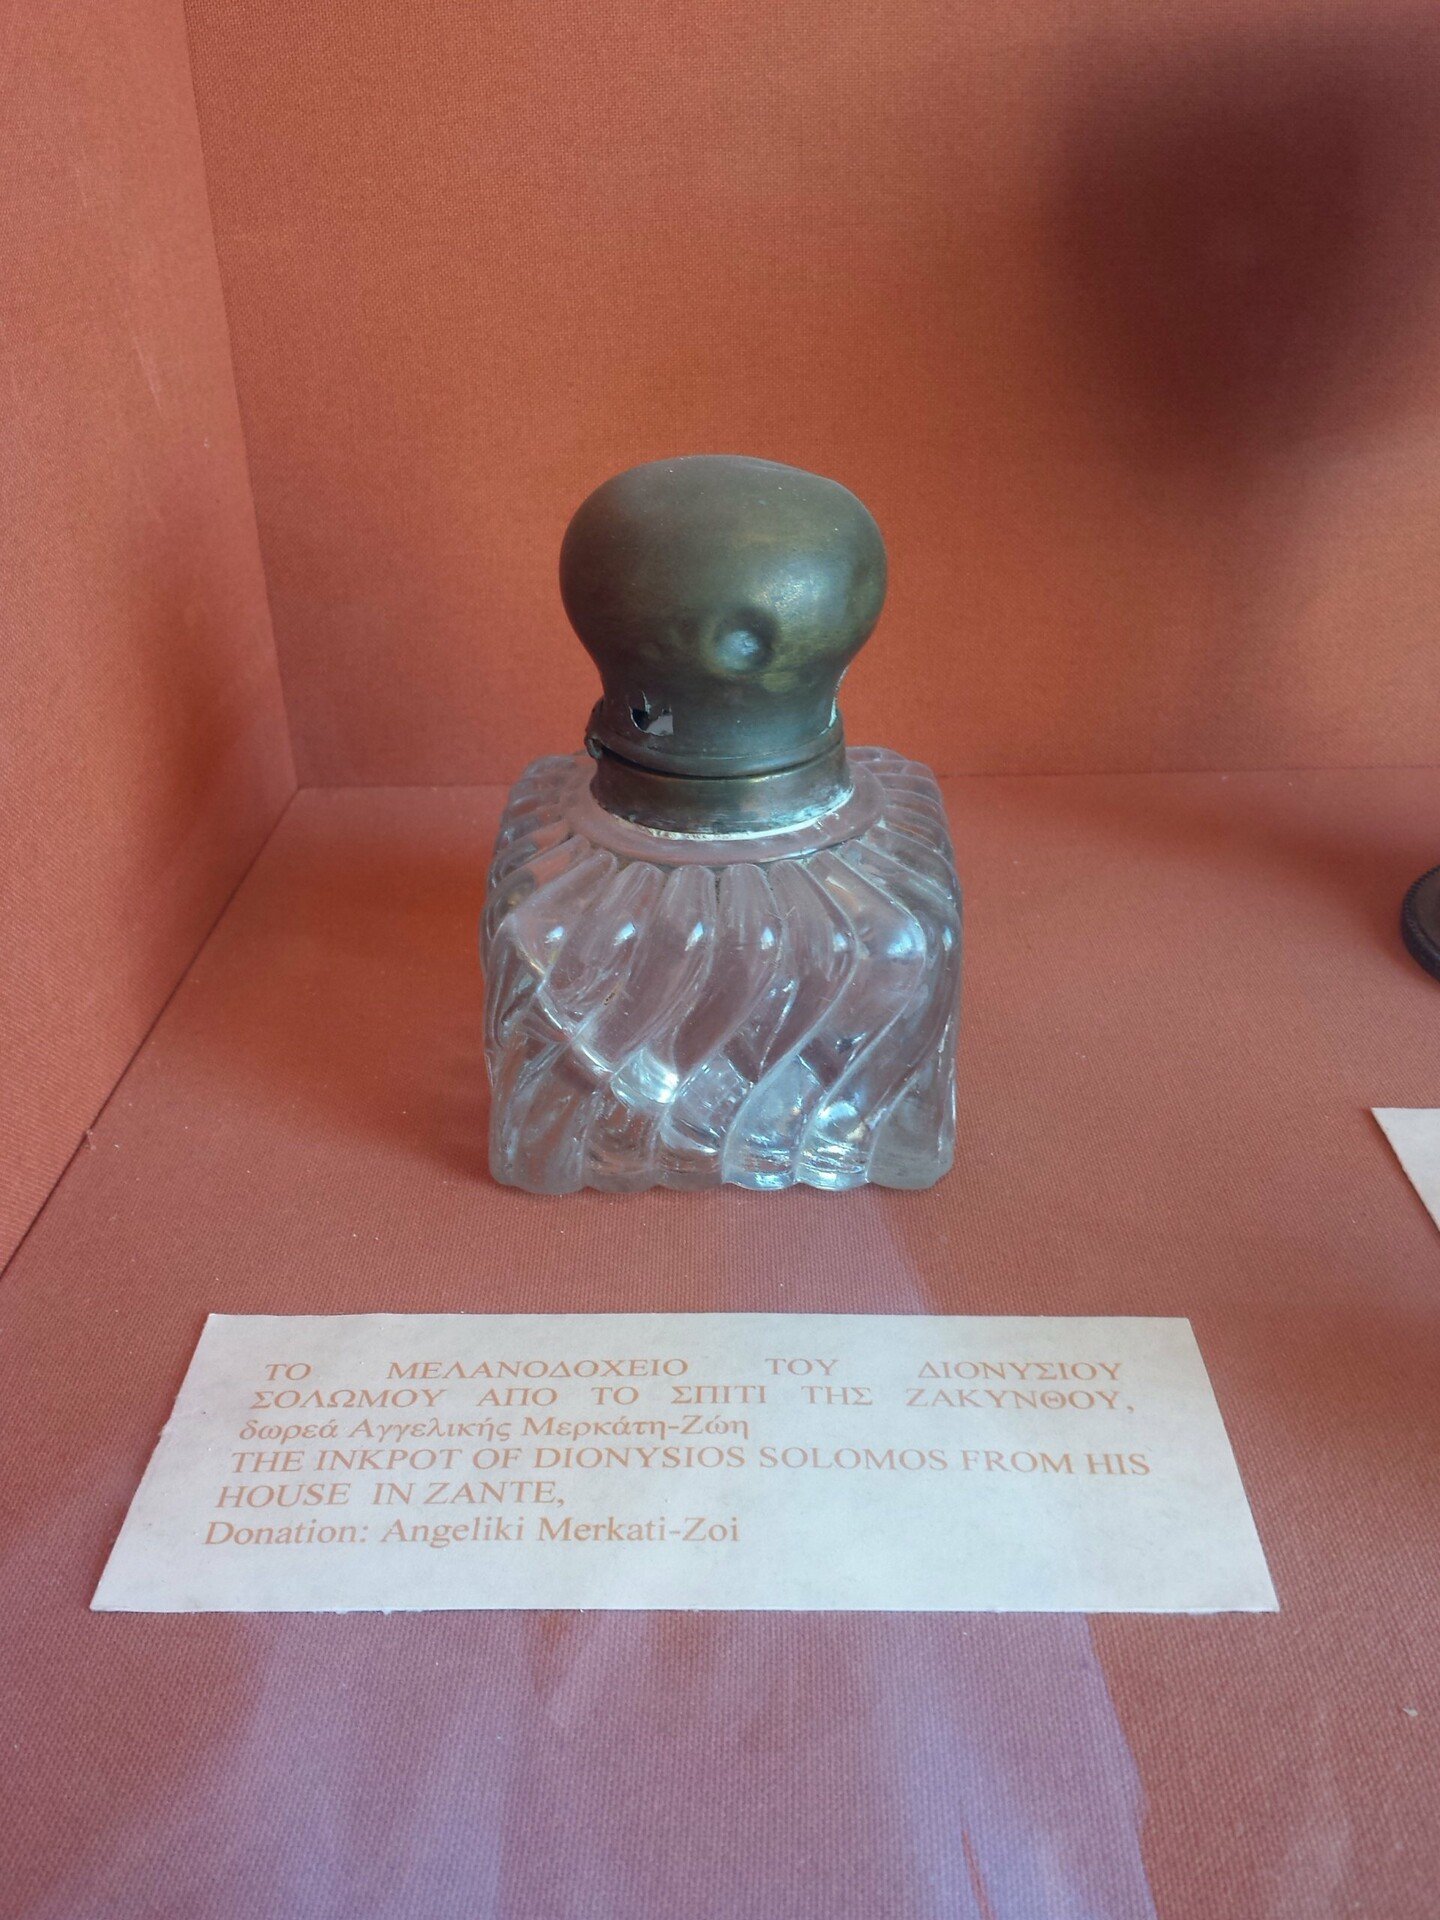 ΤΟ ΜΕΛΑΝΟΔΟΧΕΙΟ ΤΟΥ ΔΙΟΝΥΣΙΟΥ
ΣΟΛΩΜΟΥ ΑΠΟ ΤΟ ΣΠΙΤΙ ΤΗΣ ΖΑΚΥΝΘΟΥ,
δωρεά Αγγελικής Μερκάτη-Ζώη
THE INKPOT OF DIONYSIOS SOLOMOS FROM HIS
HOUSE IN ZANTE,
Donation: Angeliki Merkati-Zoi